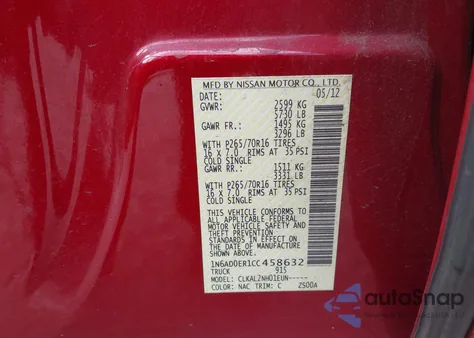 MFD BY NISSAN MOTOR CO., LTD.
DATE: 05/12
GVWR: 2599 KG
5730 LB
GAWR FR.: 1495 KG
3296 LB
WITH P265/70R16 TIRES
16 X 7.0 RIMS AT 35 PSI
COLD SINGLE
GAWR RR.: 1511 KG
3331 LB
WITH P265/70R16 TIRES
16 X 7.0 RIMS AT 35 PSI
COLD SINGLE
THIS VEHICLE CONFORMS TO
ALL APPLICABLE FEDERAL
MOTOR VEHICLE SAFETY AND
THEFT PREVENTION
STANDARDS IN EFFECT ON
THE DATE OF MANUFACTURE
SHOWN ABOVE.
1N6AD0ER1CC458632
TRUCK 915
MODEL: CLKALZNH01EUN-----
COLOR: NAC TRIM: C Z500A
autoSnap